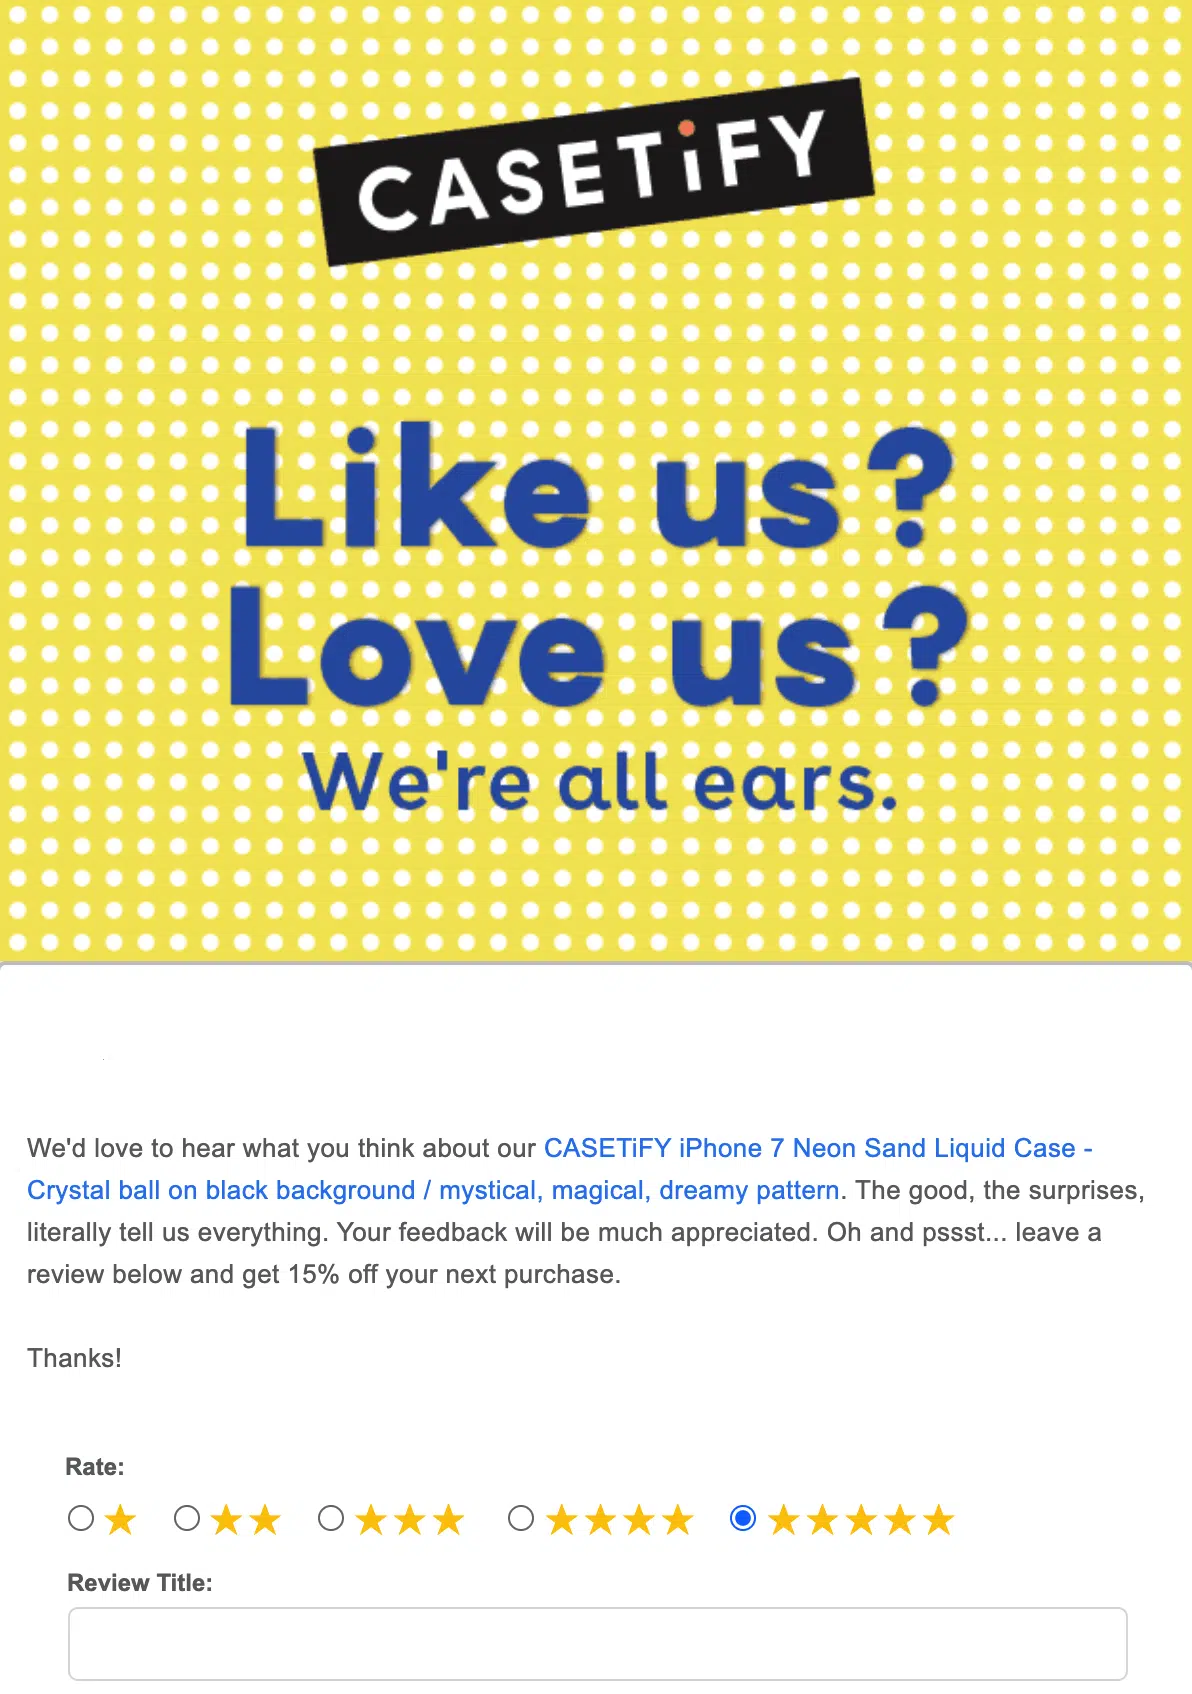 CASETiFY
Like us?
Love us?
We're all ears.
We'd love to hear what you think about our CASETiFY iPhone 7 Neon Sand Liquid Case -
Crystal ball on black background / mystical, magical, dreamy pattern. The good, the surprises,
literally tell us everything. Your feedback will be much appreciated. Oh and pssst... leave a
review below and get 15% off your next purchase.
Thanks!
Rate:
Review Title: